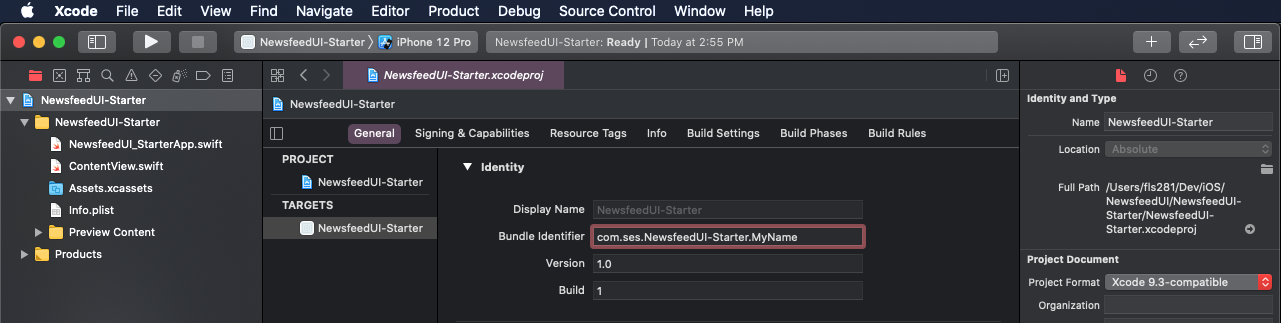 Xcode File Edit View Find Navigate Editor Product Debug Source Control Window Help
NewsfeedUI-Starter iPhone 12 Pro NewsfeedUI-Starter: Ready | Today at 2:55 PM
NewsfeedUI-Starter.xcodeproj
NewsfeedUI-Starter
NewsfeedUI-Starter
NewsfeedUI_StarterApp.swift
ContentView.swift
Assets.xcassets
Info.plist
Preview Content
Products
NewsfeedUI-Starter
General Signing & Capabilities Resource Tags Info Build Settings Build Phases Build Rules
PROJECT
NewsfeedUI-Starter
TARGETS
NewsfeedUI-Starter
Identity
Display Name NewsfeedUI-Starter
Bundle Identifier com.ses.NewsfeedUI-Starter.MyName
Version 1.0
Build 1
Identity and Type
Name NewsfeedUI-Starter
Location Absolute
Full Path /Users/fls281/Dev/iOS/
NewsfeedUI/NewsfeedUI-
Starter/NewsfeedUI-
Starter.xcodeproj
Project Document
Project Format Xcode 9.3-compatible
Organization